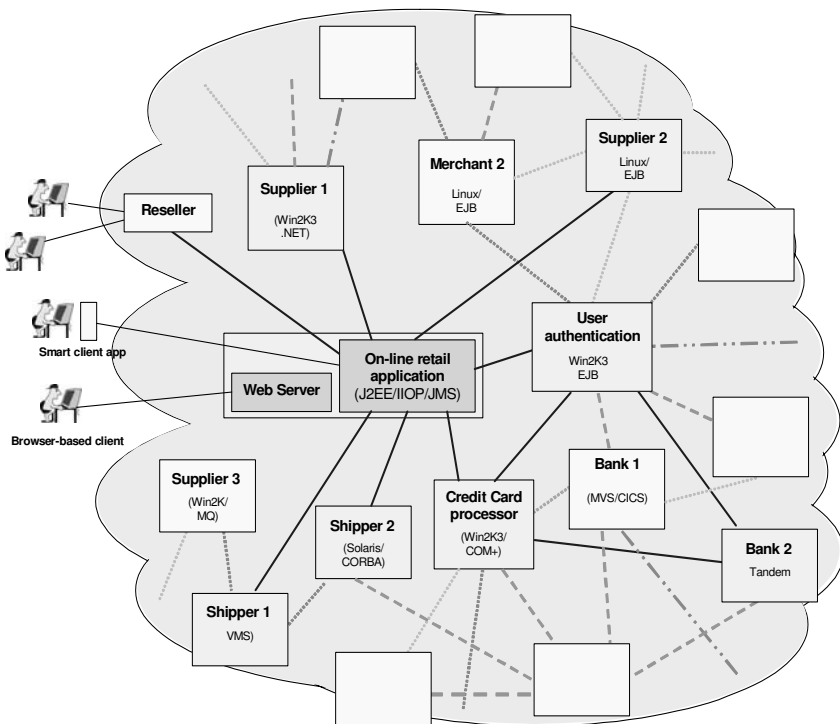 Supplier 2
Linux/
EJB
Merchant 2
Linux/
EJB
Supplier 1
(Win2K3
.NET)
Reseller
Smart client app
Browser-based client
Web Server
On-line retail
application
(J2EE/IIOP/JMS)
User
authentication
Win2K3
EJB
Supplier 3
(Win2K/
MQ)
Shipper 2
(Solaris/
CORBA)
Credit Card
processor
(Win2K3/
COM+)
Bank 1
(MVS/CICS)
Bank 2
Tandem
Shipper 1
VMS)